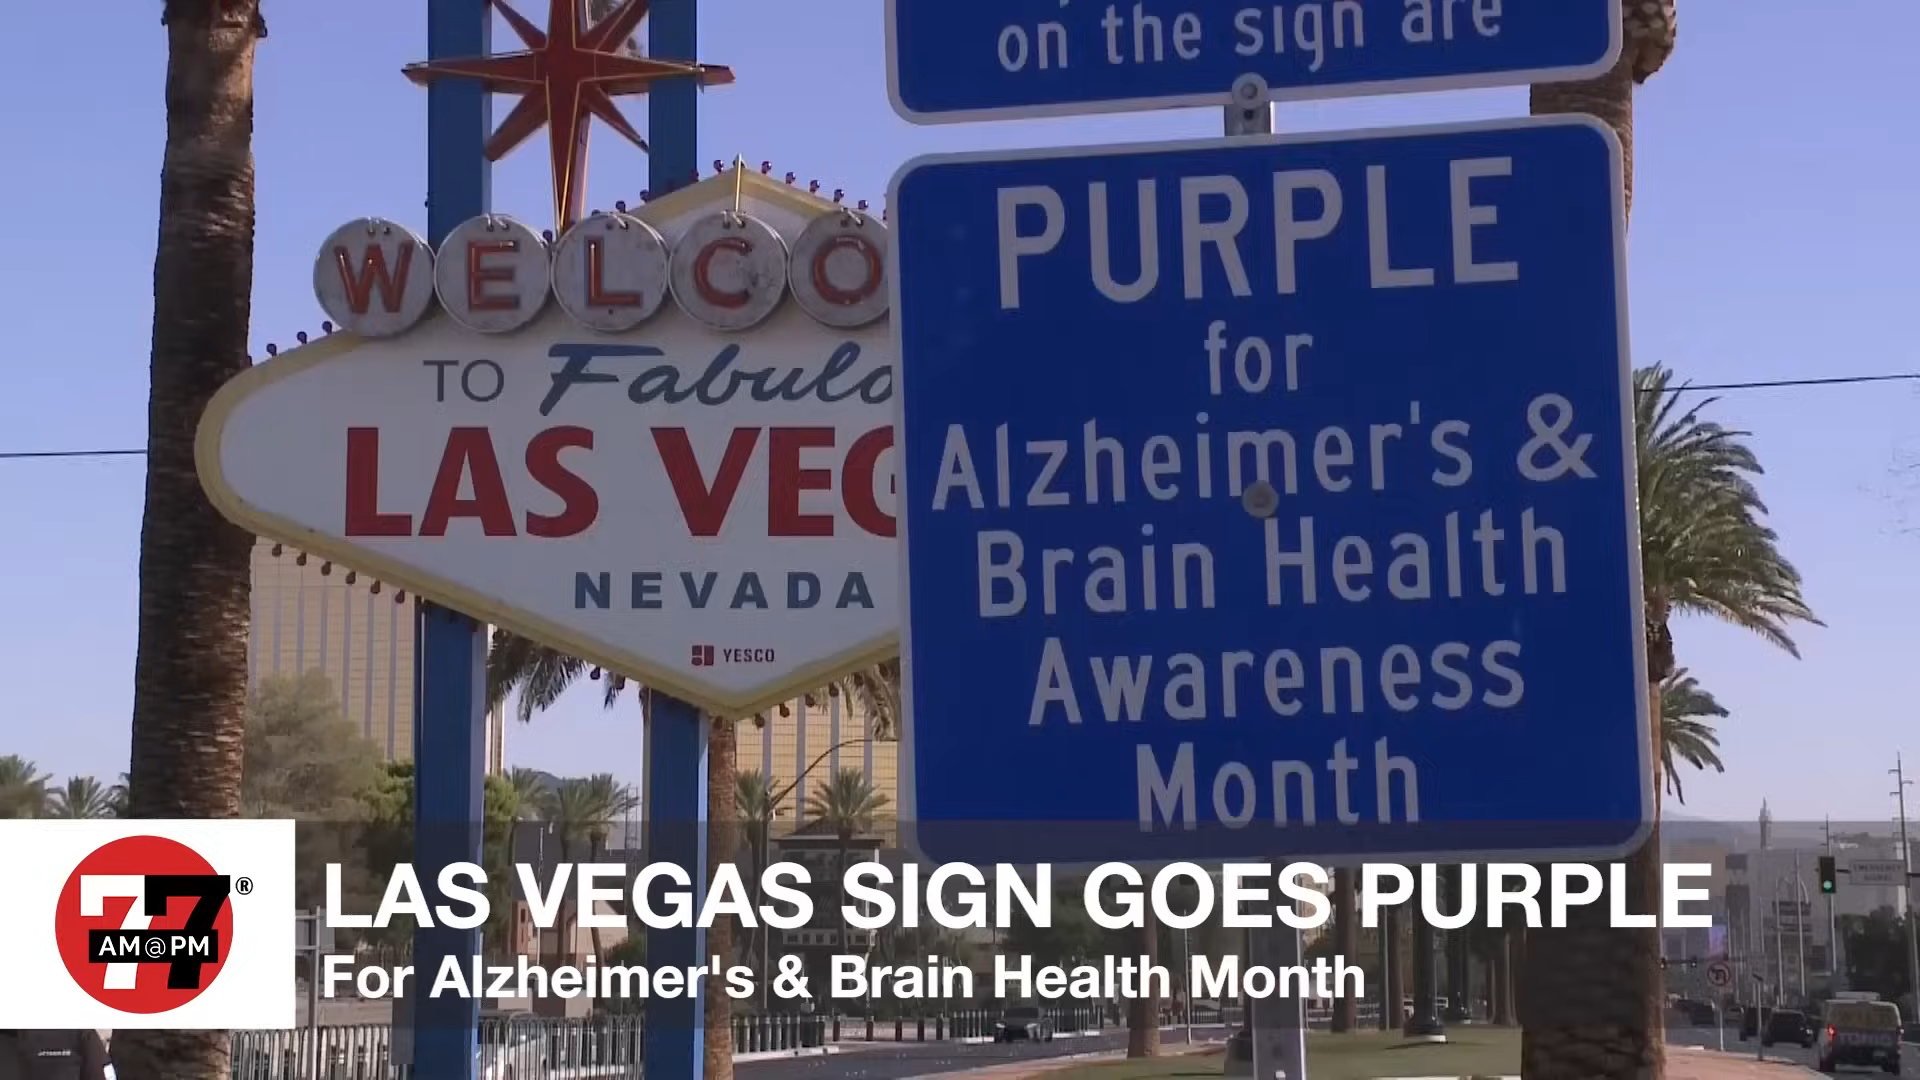 on the sign are
PURPLE
for
Alzheimer's &
Brain Health
Awareness
Month
WELCO
TO Fabulo
LAS VEG
NEVADA
YESCO
77®
AM@PM
LAS VEGAS SIGN GOES PURPLE
For Alzheimer's & Brain Health Month